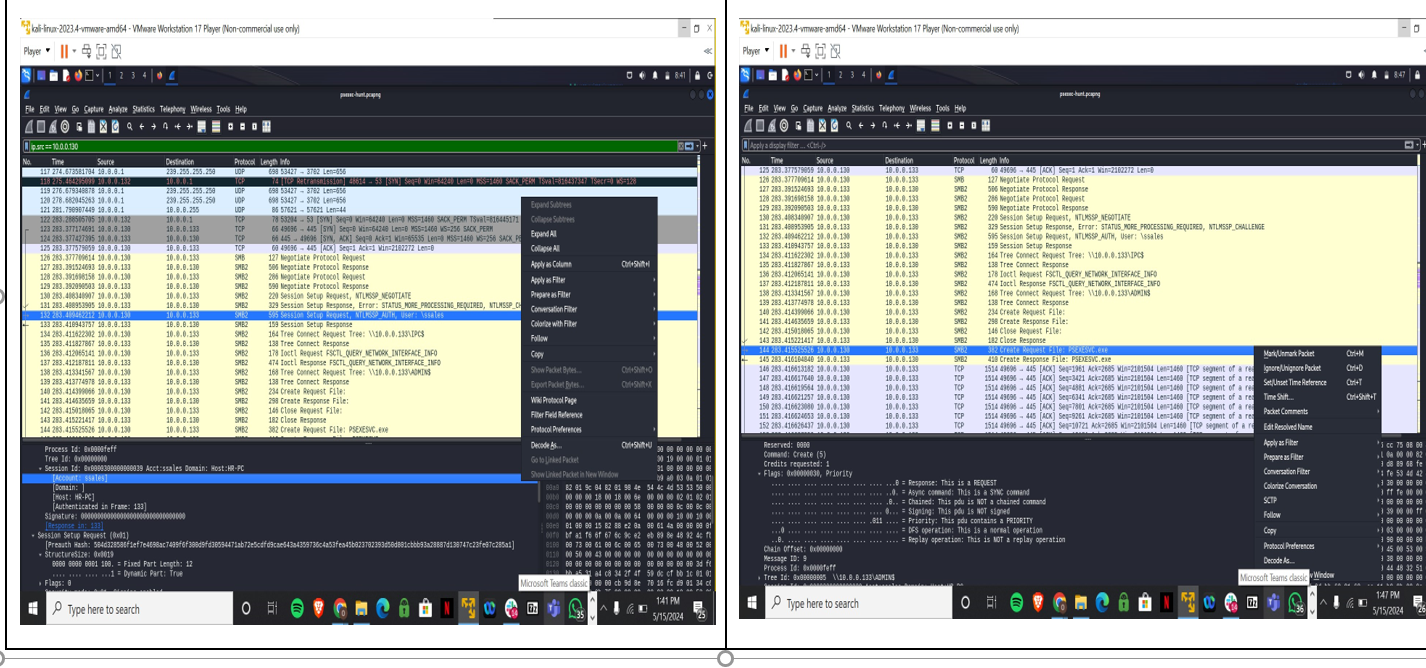 kali-linux-2023.4-vmware-amd64 - VMware Workstation 17 Player (Non-commercial use only)
Player
1 2 3 4
8:41
psexec-hunt.pcapng
File Edit View Go Capture Analyze Statistics Telephony Wireless Tools Help
ip.src == 10.0.0.130
No. Time Source Destination Protocol Length Info
117 274.673581704 10.0.0.1 239.255.255.250 UDP 698 53427 → 3702 Len=656
118 275.464295099 10.0.0.132 10.0.0.1 TCP 74 [TCP Retransmission] 48614 → 53 [SYN] Seq=0 Win=64240 Len=0 MSS=1460 SACK_PERM TSval=816437347 TSecr=0 WS=128
119 276.679348878 10.0.0.1 239.255.255.250 UDP 698 53427 → 3702 Len=656
120 278.682045263 10.0.0.1 239.255.255.250 UDP 698 53427 → 3702 Len=656
121 281.798907449 10.0.0.1 10.0.0.255 UDP 86 57621 → 57621 Len=44
122 283.208505705 10.0.0.132 10.0.0.1 TCP 78 53204 → 53 [SYN] Seq=0 Win=64240 Len=0 MSS=1460 SACK_PERM TSval=816445171
123 283.377174691 10.0.0.130 10.0.0.133 TCP 66 49696 → 445 [SYN] Seq=0 Win=64240 Len=0 MSS=1460 WS=256 SACK_PERM
124 283.377427395 10.0.0.133 10.0.0.130 TCP 66 445 → 49696 [SYN, ACK] Seq=0 Ack=1 Win=65535 Len=0 MSS=1460 WS=256 SACK_P
125 283.377579059 10.0.0.130 10.0.0.133 TCP 60 49696 → 445 [ACK] Seq=1 Ack=1 Win=2102272 Len=0
126 283.377709614 10.0.0.130 10.0.0.133 SMB 127 Negotiate Protocol Request
127 283.391524693 10.0.0.133 10.0.0.130 SMB2 506 Negotiate Protocol Response
128 283.391698158 10.0.0.130 10.0.0.133 SMB2 286 Negotiate Protocol Request
129 283.392090503 10.0.0.133 10.0.0.130 SMB2 590 Negotiate Protocol Response
130 283.408340907 10.0.0.130 10.0.0.133 SMB2 220 Session Setup Request, NTLMSSP_NEGOTIATE
131 283.408953905 10.0.0.133 10.0.0.130 SMB2 329 Session Setup Response, Error: STATUS_MORE_PROCESSING_REQUIRED, NTLMSSP_CH
132 283.409462212 10.0.0.130 10.0.0.133 SMB2 595 Session Setup Request, NTLMSSP_AUTH, User: \ssales
133 283.410943757 10.0.0.133 10.0.0.130 SMB2 159 Session Setup Response
134 283.411622302 10.0.0.130 10.0.0.133 SMB2 164 Tree Connect Request Tree: \\10.0.0.133\IPC$
135 283.411827867 10.0.0.133 10.0.0.130 SMB2 138 Tree Connect Response
136 283.412065141 10.0.0.130 10.0.0.133 SMB2 178 Ioctl Request FSCTL_QUERY_NETWORK_INTERFACE_INFO
137 283.412187811 10.0.0.133 10.0.0.130 SMB2 474 Ioctl Response FSCTL_QUERY_NETWORK_INTERFACE_INFO
138 283.413341567 10.0.0.130 10.0.0.133 SMB2 168 Tree Connect Request Tree: \\10.0.0.133\ADMIN$
139 283.413774978 10.0.0.133 10.0.0.130 SMB2 138 Tree Connect Response
140 283.414399066 10.0.0.130 10.0.0.133 SMB2 234 Create Request File:
141 283.414635659 10.0.0.133 10.0.0.130 SMB2 298 Create Response File:
142 283.415018065 10.0.0.130 10.0.0.133 SMB2 146 Close Request File:
143 283.415221417 10.0.0.133 10.0.0.130 SMB2 182 Close Response
144 283.415525526 10.0.0.130 10.0.0.133 SMB2 382 Create Request File: PSEXESVC.exe
Expand Subtrees
Collapse Subtrees
Expand All
Collapse All
Apply as Column Ctrl+Shift+I
Apply as Filter
Prepare as Filter
Conversation Filter
Colorize with Filter
Follow
Copy
Show Packet Bytes... Ctrl+Shift+O
Export Packet Bytes... Ctrl+Shift+X
Wiki Protocol Page
Filter Field Reference
Protocol Preferences
Decode As... Ctrl+Shift+U
Go to Linked Packet
Show Linked Packet in New Window
Process Id: 0x0000feff
Tree Id: 0x00000000
Session Id: 0x0000300000000039 Acct:ssales Domain: Host:HR-PC
[Account: ssales]
[Domain: ]
[Host: HR-PC]
[Authenticated in Frame: 133]
Signature: 00000000000000000000000000000000
[Response in: 133]
Session Setup Request (0x01)
StructureSize: 0x0019
0000 0000 0001 100. = Fixed Part Length: 12
.... .... .... ...1 = Dynamic Part: True
Flags: 0
Microsoft Teams classic
Type here to search
35
1:41 PM
5/15/2024
25
kali-linux-2023.4-vmware-amd64 - VMware Workstation 17 Player (Non-commercial use only)
Player
1 2 3 4
8:47
psexec-hunt.pcapng
File Edit View Go Capture Analyze Statistics Telephony Wireless Tools Help
Apply a display filter ... <Ctrl-/>
No. Time Source Destination Protocol Length Info
125 283.377579059 10.0.0.130 10.0.0.133 TCP 60 49696 → 445 [ACK] Seq=1 Ack=1 Win=2102272 Len=0
126 283.377709614 10.0.0.130 10.0.0.133 SMB 127 Negotiate Protocol Request
127 283.391524693 10.0.0.133 10.0.0.130 SMB2 506 Negotiate Protocol Response
128 283.391698158 10.0.0.130 10.0.0.133 SMB2 286 Negotiate Protocol Request
129 283.392090503 10.0.0.133 10.0.0.130 SMB2 590 Negotiate Protocol Response
130 283.408340907 10.0.0.130 10.0.0.133 SMB2 220 Session Setup Request, NTLMSSP_NEGOTIATE
131 283.408953905 10.0.0.133 10.0.0.130 SMB2 329 Session Setup Response, Error: STATUS_MORE_PROCESSING_REQUIRED, NTLMSSP_CHALLENGE
132 283.409462212 10.0.0.130 10.0.0.133 SMB2 595 Session Setup Request, NTLMSSP_AUTH, User: \ssales
133 283.410943757 10.0.0.133 10.0.0.130 SMB2 159 Session Setup Response
134 283.411622302 10.0.0.130 10.0.0.133 SMB2 164 Tree Connect Request Tree: \\10.0.0.133\IPC$
135 283.411827867 10.0.0.133 10.0.0.130 SMB2 138 Tree Connect Response
136 283.412065141 10.0.0.130 10.0.0.133 SMB2 178 Ioctl Request FSCTL_QUERY_NETWORK_INTERFACE_INFO
137 283.412187811 10.0.0.133 10.0.0.130 SMB2 474 Ioctl Response FSCTL_QUERY_NETWORK_INTERFACE_INFO
138 283.413341567 10.0.0.130 10.0.0.133 SMB2 168 Tree Connect Request Tree: \\10.0.0.133\ADMIN$
139 283.413774978 10.0.0.133 10.0.0.130 SMB2 138 Tree Connect Response
140 283.414399066 10.0.0.130 10.0.0.133 SMB2 234 Create Request File:
141 283.414635659 10.0.0.133 10.0.0.130 SMB2 298 Create Response File:
142 283.415018065 10.0.0.130 10.0.0.133 SMB2 146 Close Request File:
143 283.415221417 10.0.0.133 10.0.0.130 SMB2 182 Close Response
144 283.415525526 10.0.0.130 10.0.0.133 SMB2 382 Create Request File: PSEXESVC.exe
145 283.416104840 10.0.0.133 10.0.0.130 SMB2 410 Create Response File: PSEXESVC.exe
146 283.416613182 10.0.0.130 10.0.0.133 TCP 1514 49696 → 445 [ACK] Seq=1961 Ack=2605 Win=2101504 Len=1460 [TCP segment of a rea
147 283.416617640 10.0.0.130 10.0.0.133 TCP 1514 49696 → 445 [ACK] Seq=3421 Ack=2605 Win=2101504 Len=1460 [TCP segment of a rea
148 283.416619564 10.0.0.130 10.0.0.133 TCP 1514 49696 → 445 [ACK] Seq=4881 Ack=2605 Win=2101504 Len=1460 [TCP segment of a rea
149 283.416621257 10.0.0.130 10.0.0.133 TCP 1514 49696 → 445 [ACK] Seq=6341 Ack=2605 Win=2101504 Len=1460 [TCP segment of a rea
150 283.416623080 10.0.0.130 10.0.0.133 TCP 1514 49696 → 445 [ACK] Seq=7801 Ack=2605 Win=2101504 Len=1460 [TCP segment of a rea
151 283.416624653 10.0.0.130 10.0.0.133 TCP 1514 49696 → 445 [ACK] Seq=9261 Ack=2605 Win=2101504 Len=1460 [TCP segment of a rea
152 283.416626497 10.0.0.130 10.0.0.133 TCP 1514 49696 → 445 [ACK] Seq=10721 Ack=2605 Win=2101504 Len=1460 [TCP segment of a re
Mark/Unmark Packet Ctrl+M
Ignore/Unignore Packet Ctrl+D
Set/Unset Time Reference Ctrl+T
Time Shift... Ctrl+Shift+T
Packet Comments
Edit Resolved Name
Apply as Filter
Prepare as Filter
Conversation Filter
Colorize Conversation
SCTP
Follow
Copy
Protocol Preferences
Decode As...
Window
Reserved: 0000
Command: Create (5)
Credits requested: 1
Flags: 0x00000030, Priority
.... .... .... .... .... .... .... ...0 = Response: This is a REQUEST
.... .... .... .... .... .... .... ..0. = Async command: This is a SYNC command
.... .... .... .... .... .... .... .0.. = Chained: This pdu is NOT a chained command
.... .... .... .... .... .... .... 0... = Signing: This pdu is NOT signed
.... .... .... .... .... .... .011 .... = Priority: This pdu contains a PRIORITY
...0 .... .... .... .... .... .... .... = DFS operation: This is a normal operation
..0. .... .... .... .... .... .... .... = Replay operation: This is NOT a replay operation
Chain Offset: 0x00000000
Message ID: 9
Process Id: 0x0000feff
Tree Id: 0x00000005 \\10.0.0.133\ADMIN$
Microsoft Teams classic
Type here to search
36
1:47 PM
5/15/2024
26